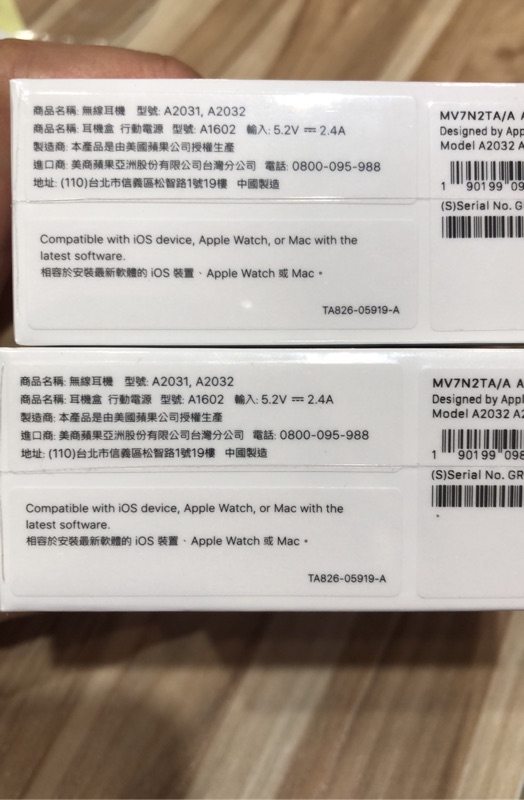 商品名稱: 無線耳機 型號: A2031, A2032
商品名稱: 耳機盒 行動電源 型號: A1602 輸入: 5.2V ⎓ 2.4A
製造商: 本產品是由美國蘋果公司授權生產
進口商: 美商蘋果亞洲股份有限公司台灣分公司 電話: 0800-095-988
地址: (110)台北市信義區松智路1號19樓 中國製造
Compatible with iOS device, Apple Watch, or Mac with the
latest software.
相容於安裝最新軟體的 iOS 裝置、Apple Watch 或 Mac。
TA826-05919-A
MV7N2TA/A A
Designed by App
Model A2032 A
1 90199 09
(S)Serial No. G
商品名稱: 無線耳機 型號: A2031, A2032
商品名稱: 耳機盒 行動電源 型號: A1602 輸入: 5.2V ⎓ 2.4A
製造商: 本產品是由美國蘋果公司授權生產
進口商: 美商蘋果亞洲股份有限公司台灣分公司 電話: 0800-095-988
地址: (110)台北市信義區松智路1號19樓 中國製造
Compatible with iOS device, Apple Watch, or Mac with the
latest software.
相容於安裝最新軟體的 iOS 裝置、Apple Watch 或 Mac。
TA826-05919-A
MV7N2TA/A A
Designed by Appl
Model A2032 A2
1 90199 098
(S)Serial No. GR